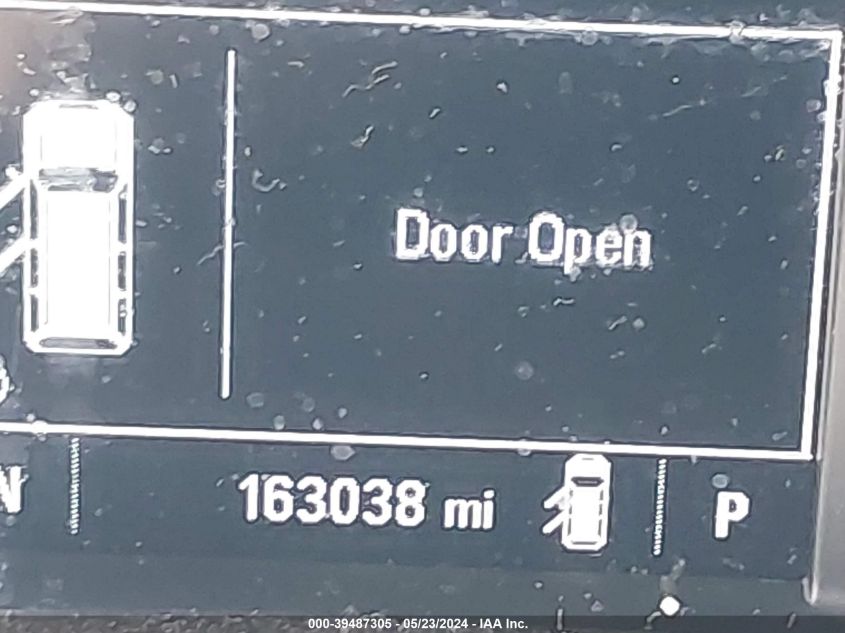 Door Open
N
163038 mi
P
000-39487305 - 05/23/2024 - IAA Inc.